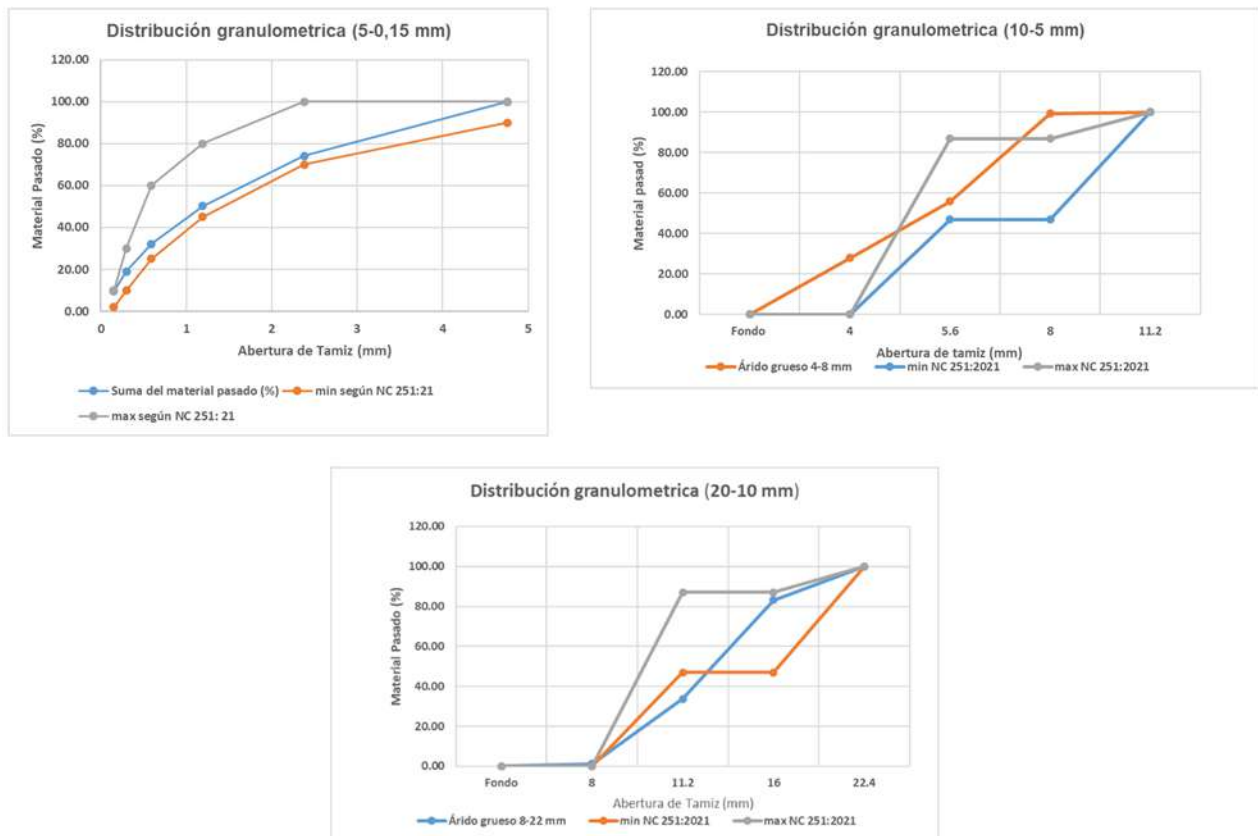 Distribución granulometrica (5-0,15 mm)
120.00
100.00
80.00
60.00
40.00
20.00
0.00
Material Pasado (%)
0 1 2 3 4 5
Abertura de Tamiz (mm)
Suma del material pasado (%) min según NC 251:21
max según NC 251: 21
Distribución granulometrica (10-5 mm)
120.00
100.00
80.00
60.00
40.00
20.00
0.00
Material pasad (%)
Fondo 4 5.6 8 11.2
Abertura de tamiz (mm)
Árido grueso 4-8 mm min NC 251:2021 max NC 251:2021
Distribución granulometrica (20-10 mm)
120.00
100.00
80.00
60.00
40.00
20.00
0.00
Material Pasado (%)
Fondo 8 11.2 16 22.4
Abertura de Tamiz (mm)
Árido grueso 8-22 mm min NC 251:2021 max NC 251:2021